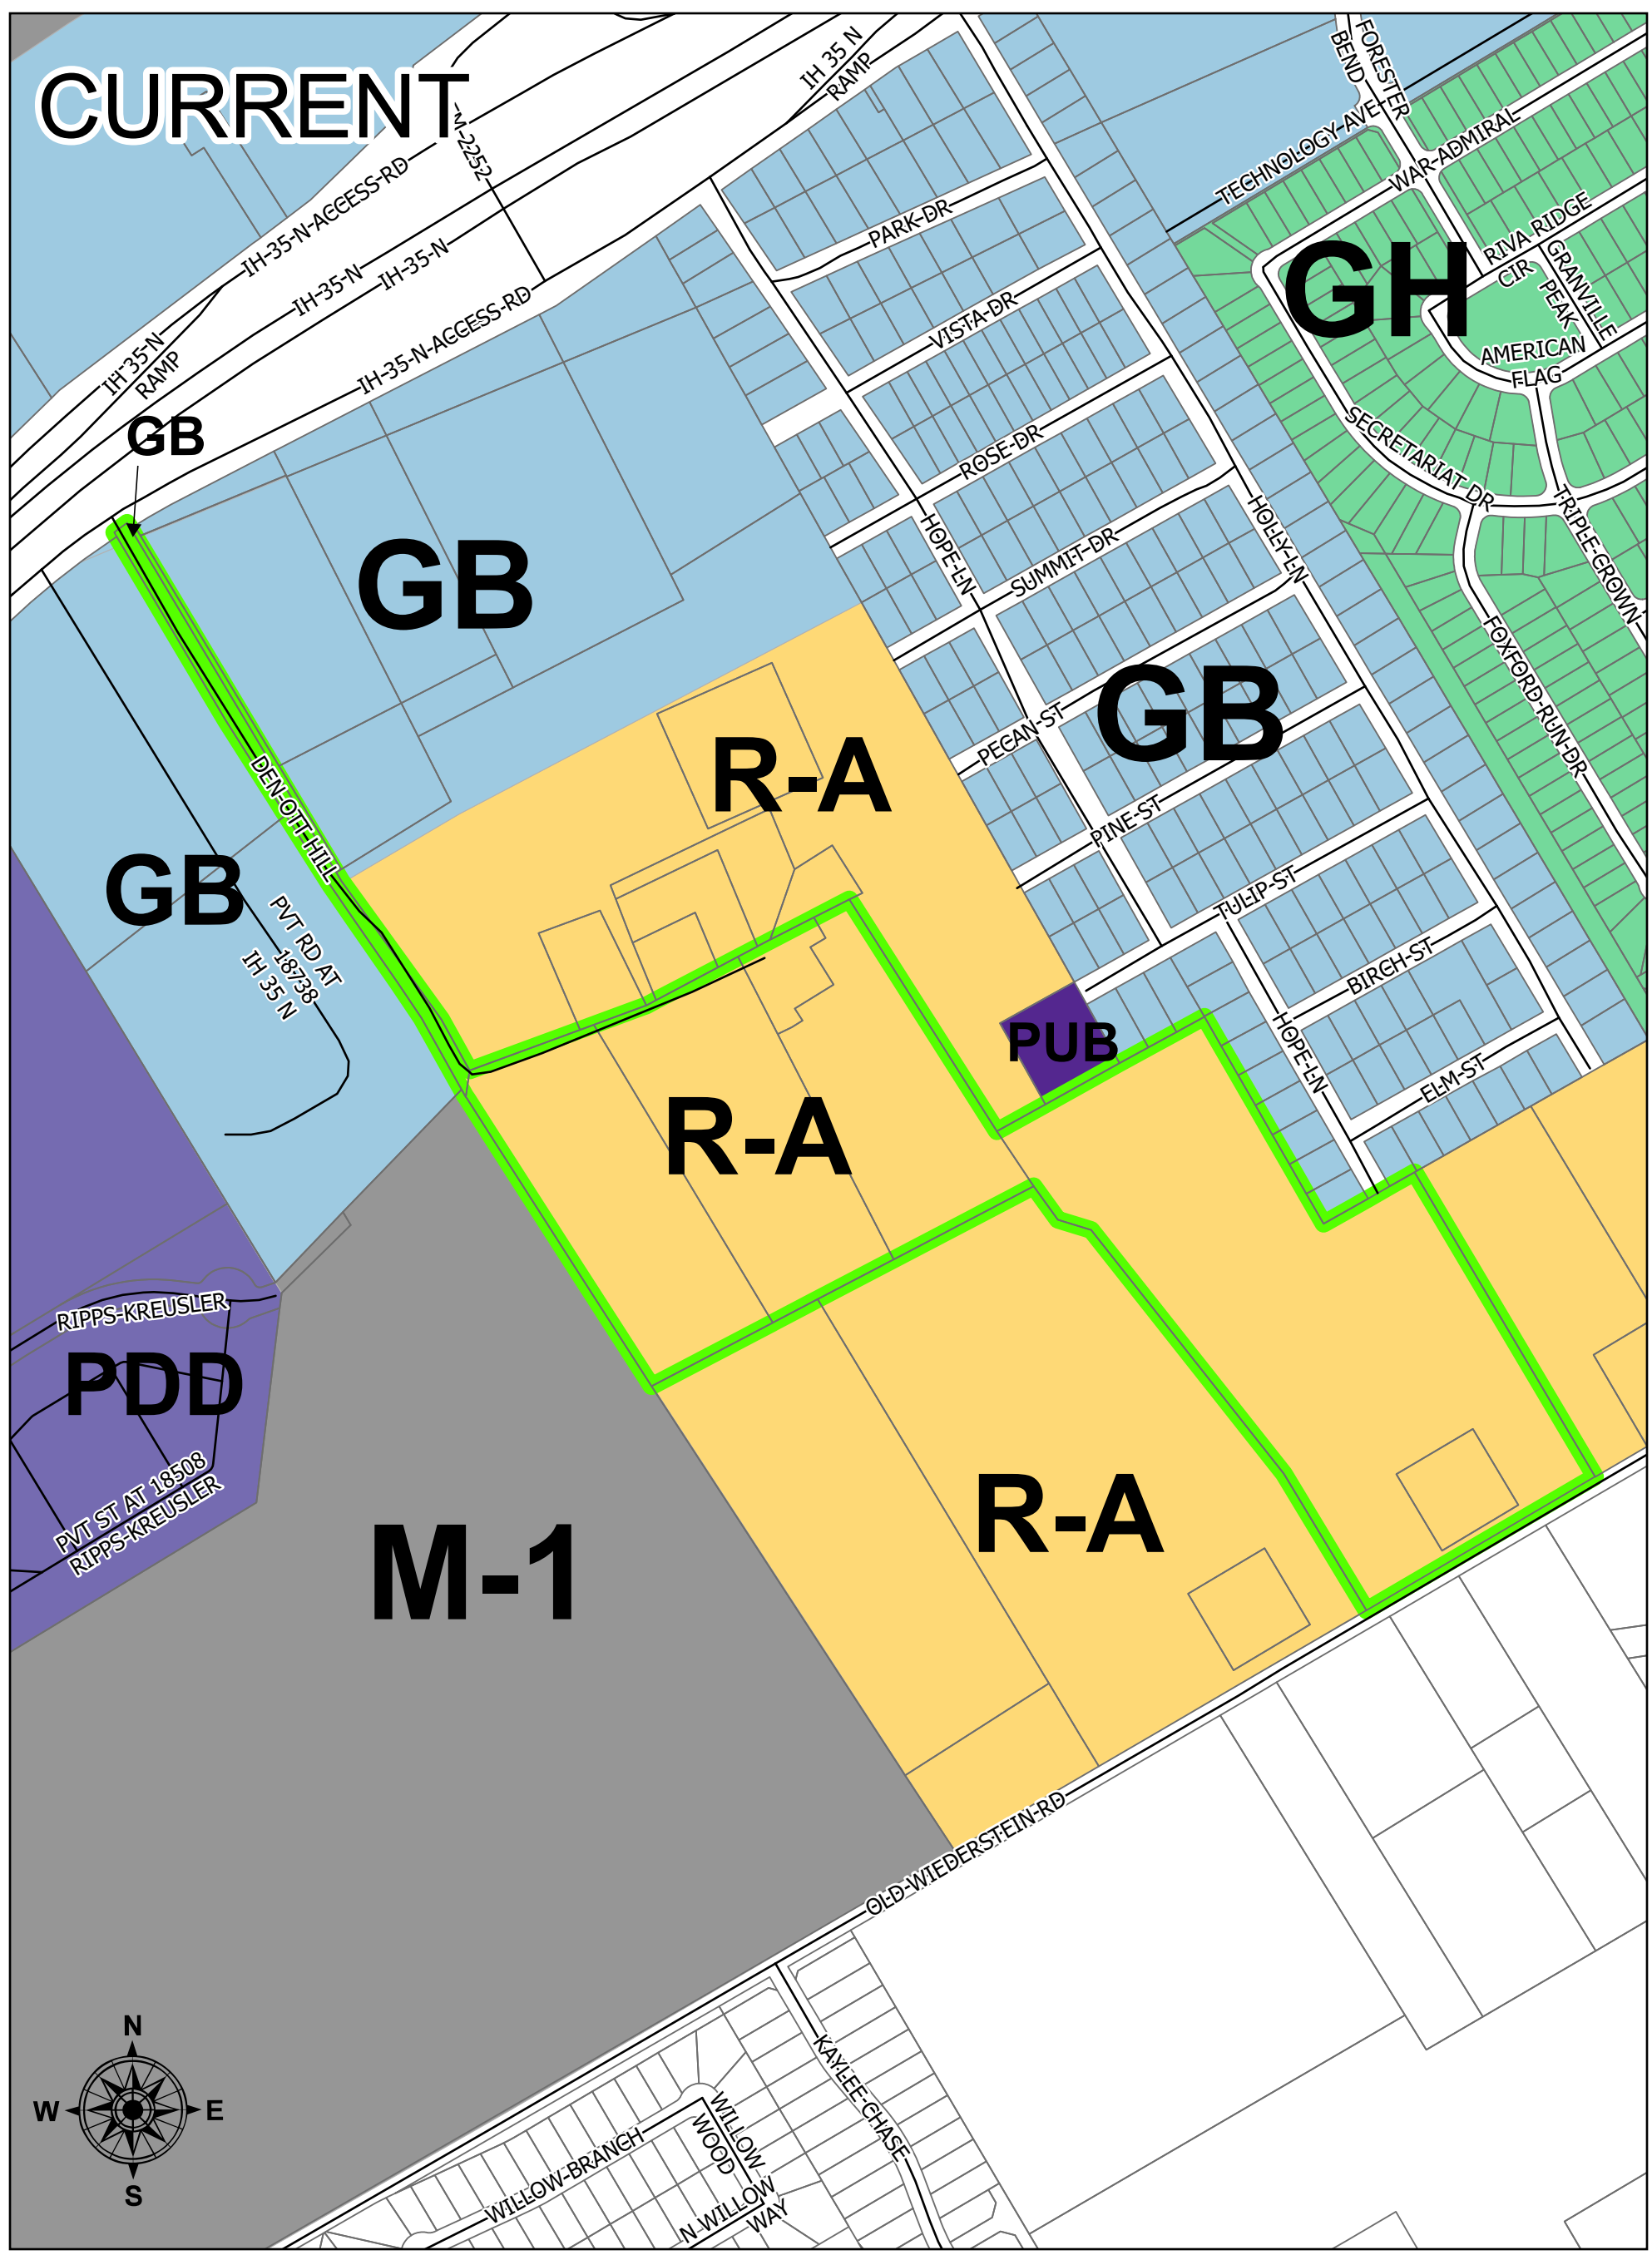 CURRENT
IH 35 N
RAMP
FORESTER
BEND
M-2252
TECHNOLOGY AVE
WAR-ADMIRAL
IH-35-N-ACCESS-RD
PARK-DR
RIVA RIDGE
CIR
GRANVILLE
PEAK
GH
IH-35-N
IH-35-N
IH-35-N-ACCESS-RD
VISTA-DR
AMERICAN
FLAG
IH 35-N
RAMP
GB
ROSE-DR
SECRETARIAT DR
HOPE-LN
HOLLY-LN
TRIPLE-CROWN
GB
SUMMIT-DR
FOXFORD-RUN-DR
GB
PECAN-ST
R-A
DEN-OTT-HILL
PINE-ST
GB
TULIP-ST
PVT RD AT
18738
IH 35 N
BIRCH-ST
PUB
HOPE-LN
ELM-ST
R-A
RIPPS-KREUSLER
PDD
PVT ST AT 18508
RIPPS-KREUSLER
R-A
M-1
OLD-WIEDERSTEIN-RD
N
W
E
S
KAYLEE-CHASE
WILLOW
WOOD
WILLOW-BRANCH
N WILLOW
WAY